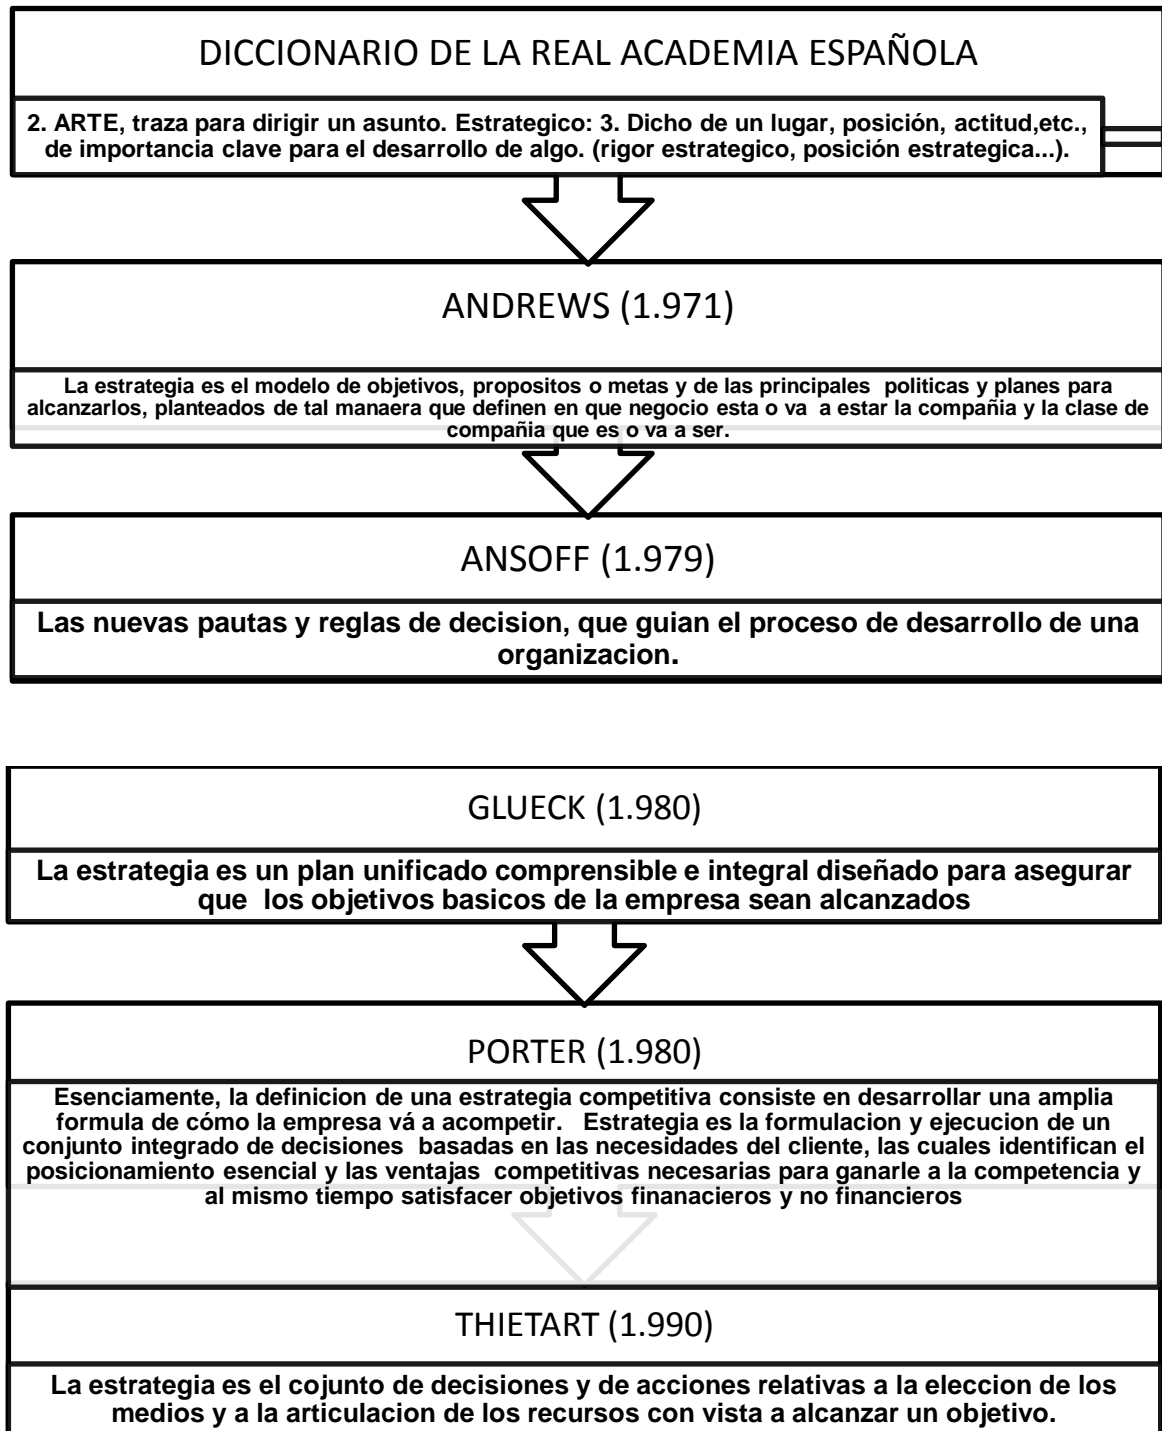 DICCIONARIO DE LA REAL ACADEMIA ESPAÑOLA
2. ARTE, traza para dirigir un asunto. Estrategico: 3. Dicho de un lugar, posición, actitud,etc.,
de importancia clave para el desarrollo de algo. (rigor estrategico, posición estrategica...).
ANDREWS (1.971)
La estrategia es el modelo de objetivos, propositos o metas y de las principales politicas y planes para
alcanzarlos, planteados de tal manaera que definen en que negocio esta o va a estar la compañia y la clase de
compañia que es o va a ser.
ANSOFF (1.979)
Las nuevas pautas y reglas de decision, que guian el proceso de desarrollo de una
organizacion.
GLUECK (1.980)
La estrategia es un plan unificado comprensible e integral diseñado para asegurar
que los objetivos basicos de la empresa sean alcanzados
PORTER (1.980)
Esenciamente, la definicion de una estrategia competitiva consiste en desarrollar una amplia
formula de cómo la empresa vá a acompetir. Estrategia es la formulacion y ejecucion de un
conjunto integrado de decisiones basadas en las necesidades del cliente, las cuales identifican el
posicionamiento esencial y las ventajas competitivas necesarias para ganarle a la competencia y
al mismo tiempo satisfacer objetivos finanacieros y no financieros
THIETART (1.990)
La estrategia es el cojunto de decisiones y de acciones relativas a la eleccion de los
medios y a la articulacion de los recursos con vista a alcanzar un objetivo.